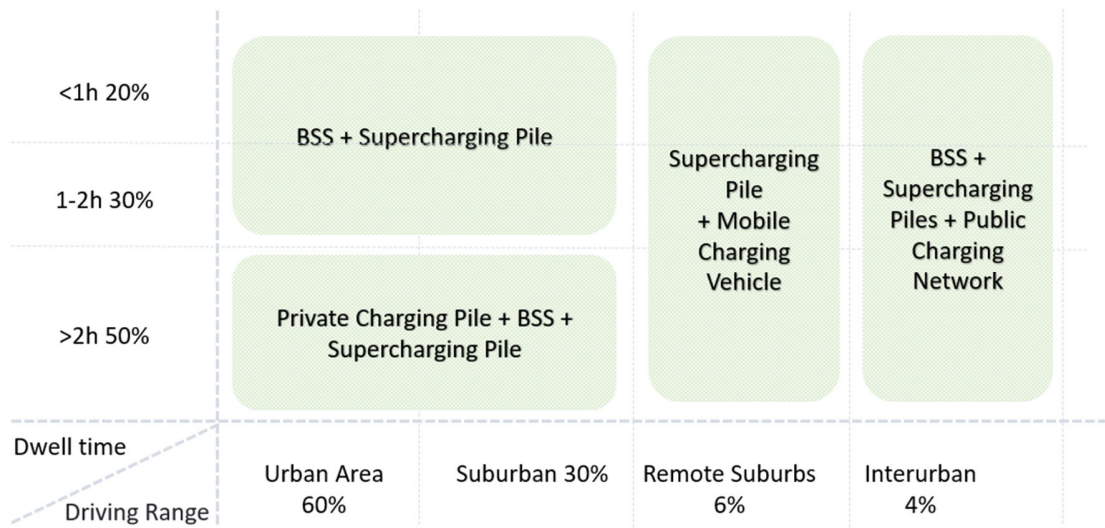 <1h 20%
1-2h 30%
>2h 50%
BSS + Supercharging Pile
Private Charging Pile + BSS +
Supercharging Pile
Supercharging
Pile
+ Mobile
Charging
Vehicle
BSS +
Supercharging
Piles + Public
Charging
Network
Dwell time
Driving Range
Urban Area
60%
Suburban 30%
Remote Suburbs
6%
Interurban
4%